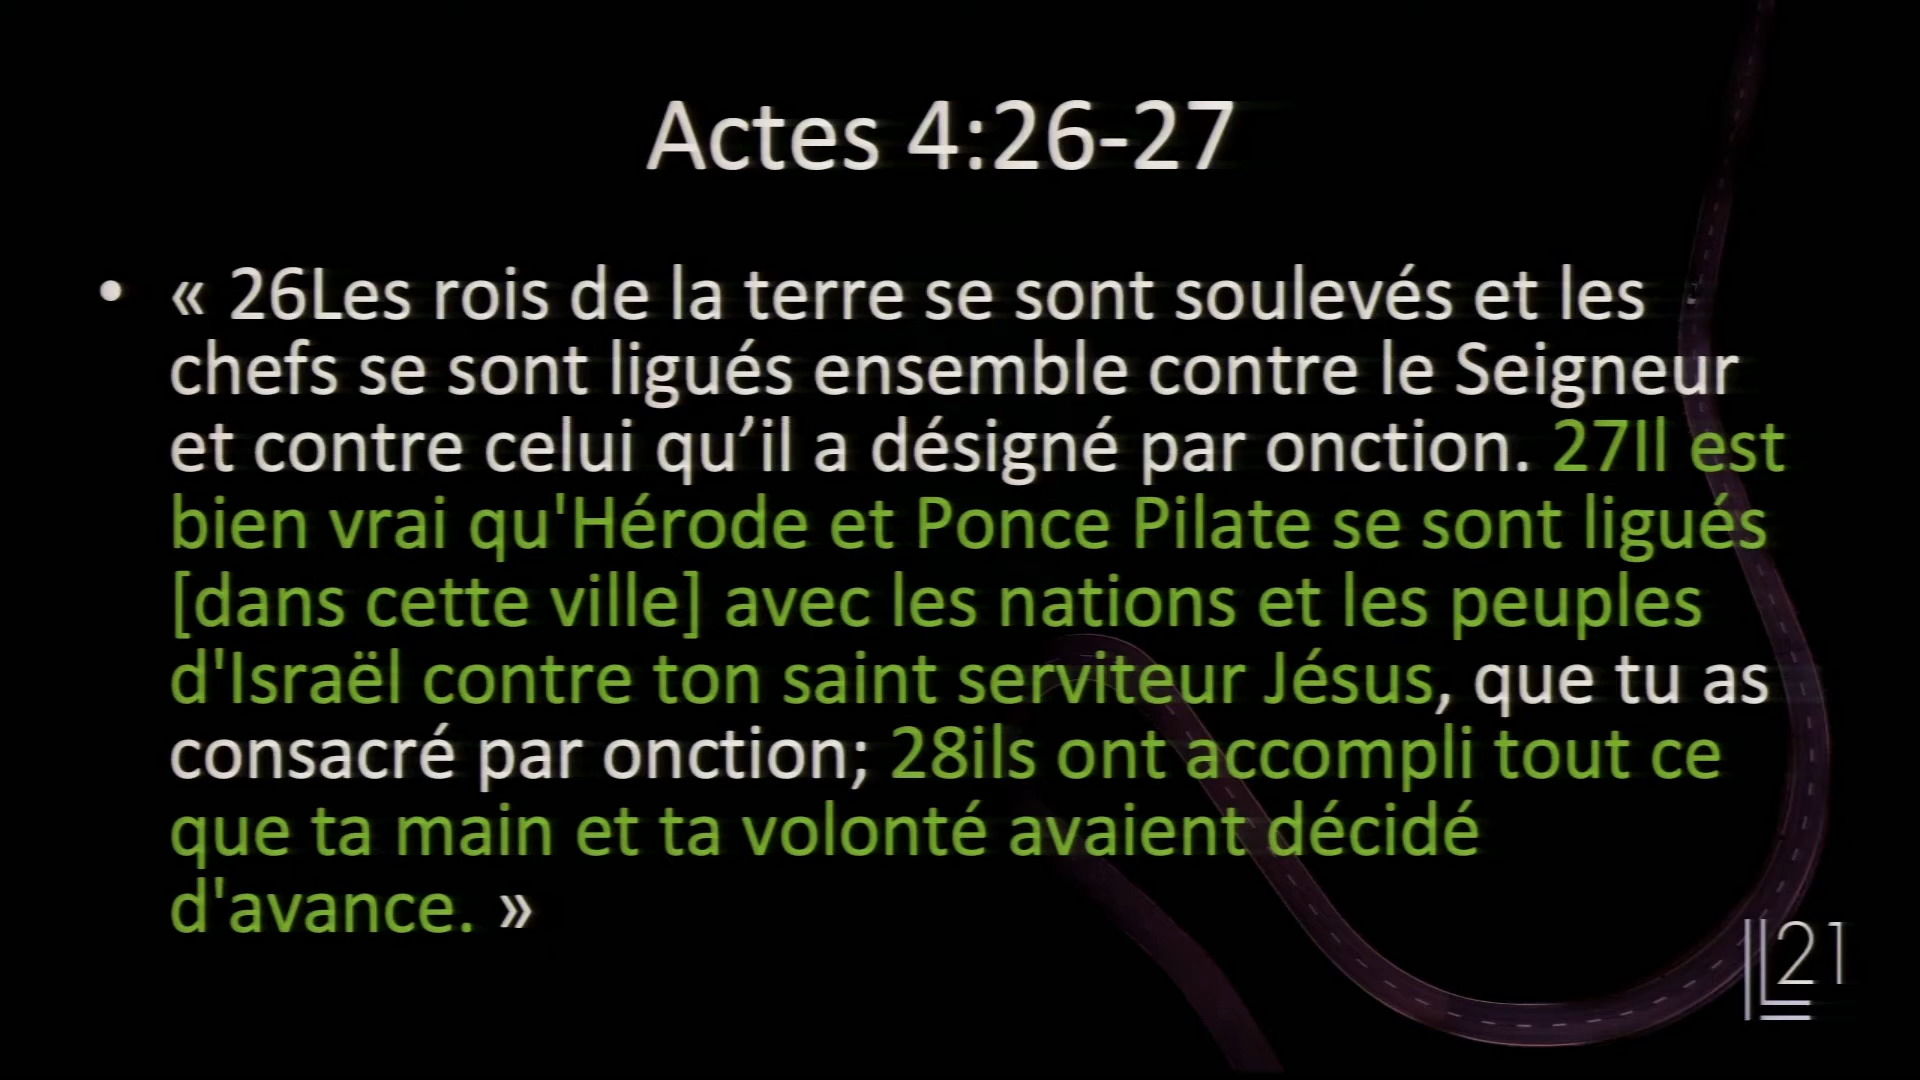 Actes 4:26-27
• « 26Les rois de la terre se sont soulevés et les
chefs se sont ligués ensemble contre le Seigneur
et contre celui qu’il a désigné par onction. 27Il est
bien vrai qu'Hérode et Ponce Pilate se sont ligués
[dans cette ville] avec les nations et les peuples
d'Israël contre ton saint serviteur Jésus, que tu as
consacré par onction; 28ils ont accompli tout ce
que ta main et ta volonté avaient décidé
d'avance. »
L21